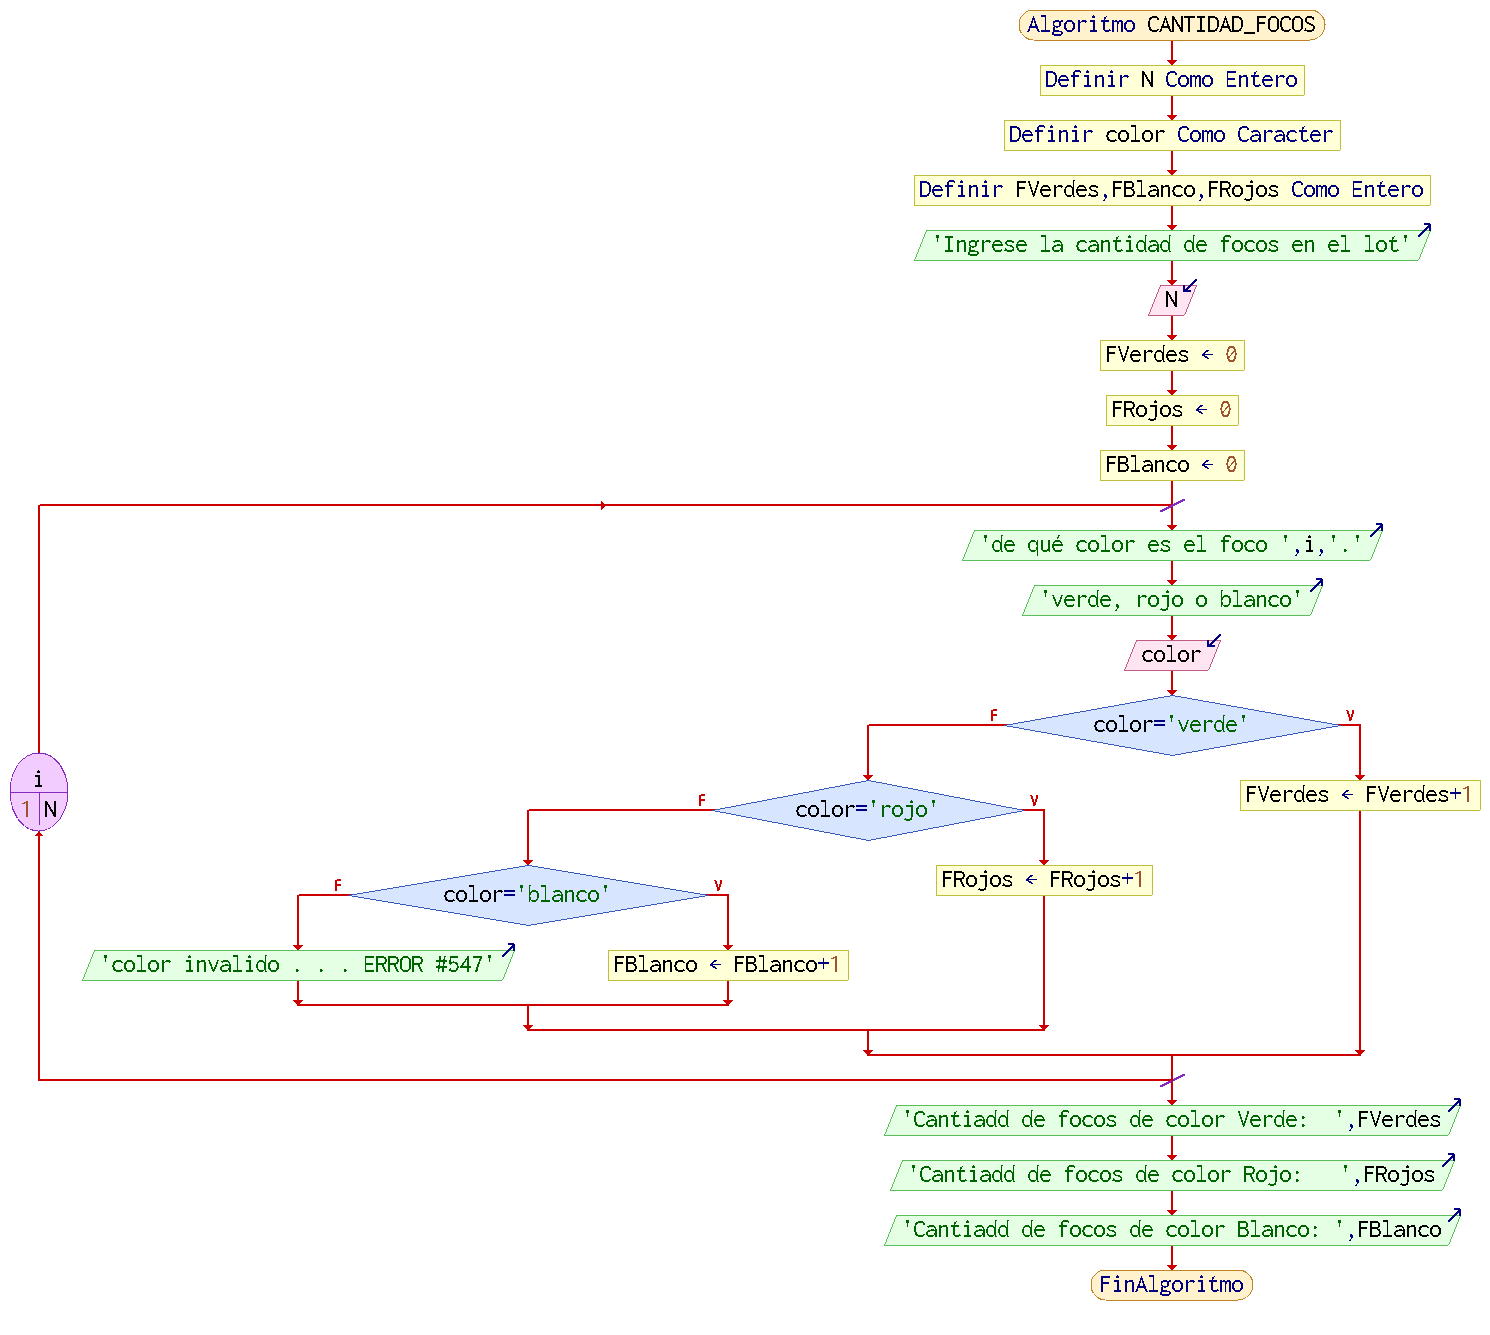 Algoritmo CANTIDAD_FOCOS
Definir N Como Entero
Definir color Como Caracter
Definir FVerdes,FBlanco,FRojos Como Entero
'Ingrese la cantidad de focos en el lot'
N
FVerdes ← 0
FRojos ← 0
FBlanco ← 0
'de qué color es el foco ',i,'.'
'verde, rojo o blanco'
color
F
color='verde'
V
i
1 N
F
color='rojo'
V
FVerdes ← FVerdes+1
F
color='blanco'
V
FRojos ← FRojos+1
'color invalido . . . ERROR #547'
FBlanco ← FBlanco+1
'Cantiadd de focos de color Verde:  ',FVerdes
'Cantiadd de focos de color Rojo:   ',FRojos
'Cantiadd de focos de color Blanco: ',FBlanco
FinAlgoritmo